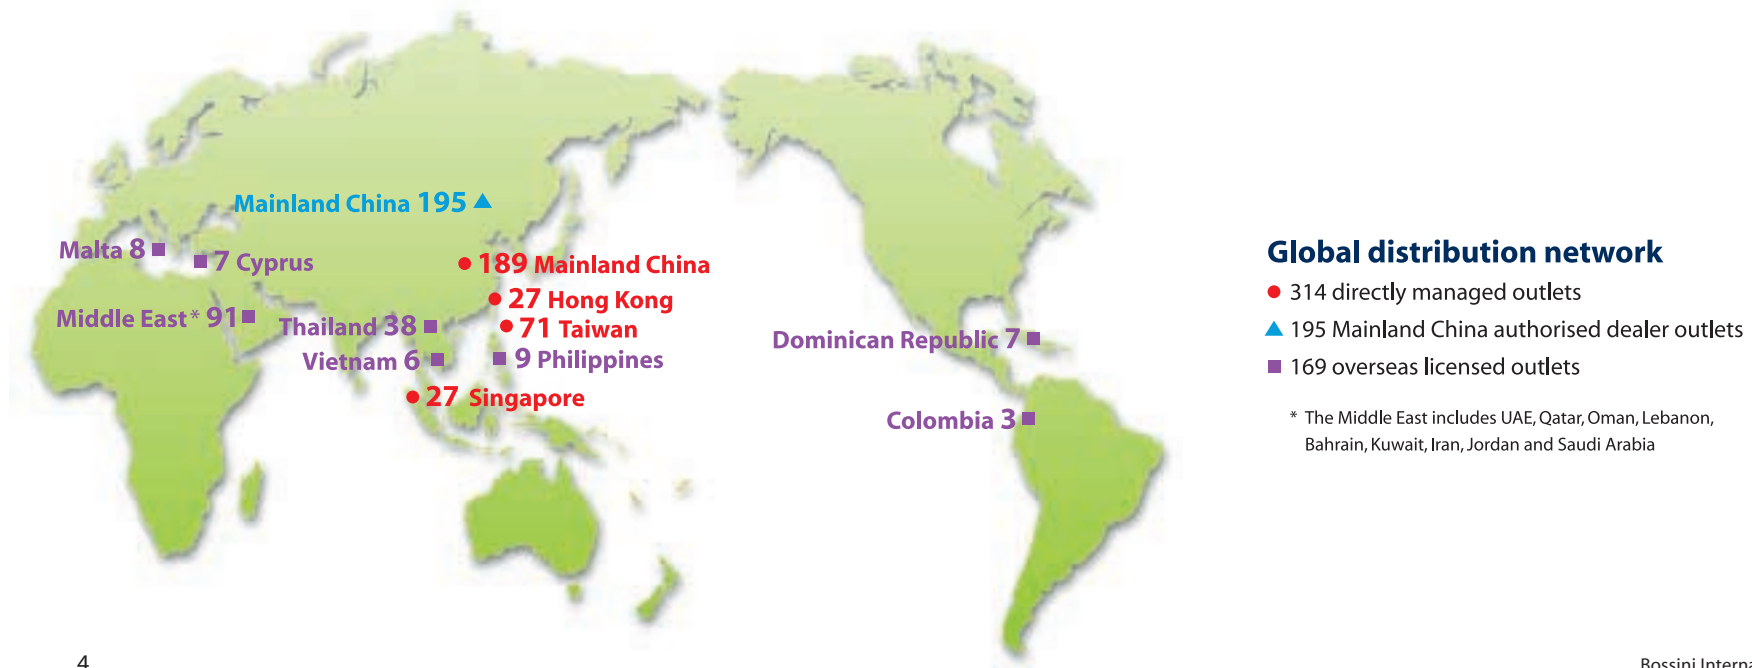 Mainland China 195
Malta 8
7 Cyprus
189 Mainland China
27 Hong Kong
Middle East* 91
Thailand 38
71 Taiwan
Vietnam 6
9 Philippines
27 Singapore
Dominican Republic 7
Colombia 3
Global distribution network
314 directly managed outlets
195 Mainland China authorised dealer outlets
169 overseas licensed outlets
* The Middle East includes UAE, Qatar, Oman, Lebanon,
Bahrain, Kuwait, Iran, Jordan and Saudi Arabia
4
Bossini Interna